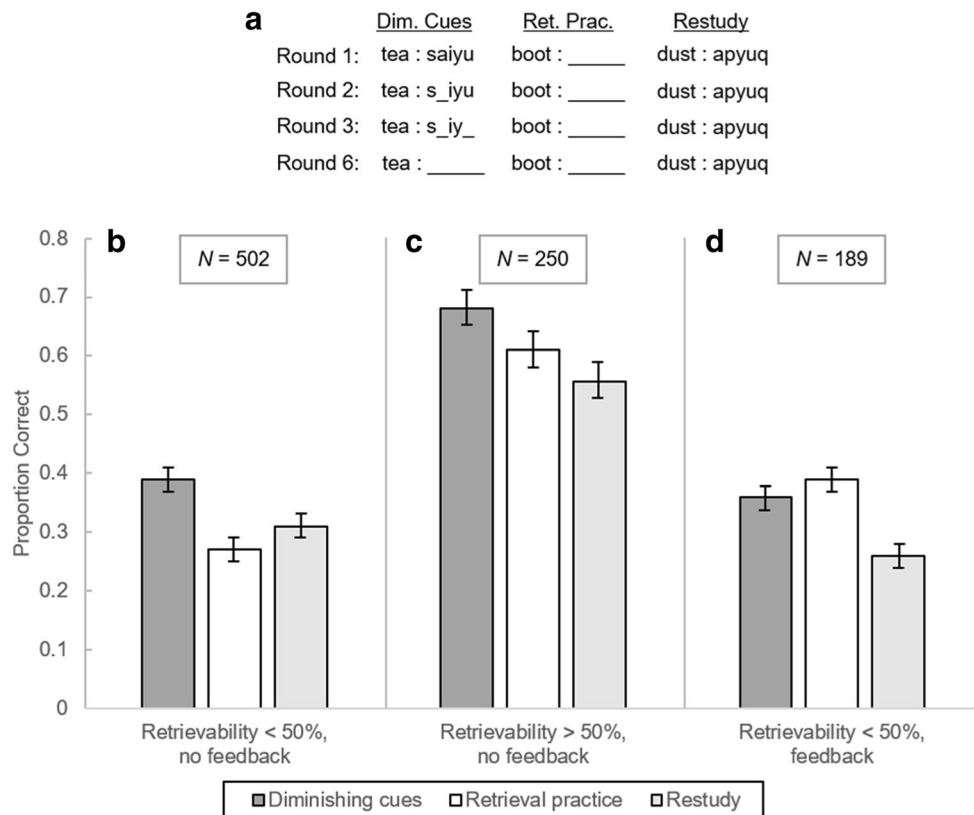 a
Dim. Cues Ret. Prac. Restudy
Round 1: tea : saiyu boot : _____ dust : apyuq
Round 2: tea : s_iyu boot : _____ dust : apyuq
Round 3: tea : s_iy_ boot : _____ dust : apyuq
Round 6: tea : _____ boot : _____ dust : apyuq
b N = 502 c N = 250 d N = 189
0.8
0.7
0.6
0.5
0.4
0.3
0.2
0.1
0
Proportion Correct
Retrievability < 50%,
no feedback
Retrievability > 50%,
no feedback
Retrievability < 50%,
feedback
Diminishing cues Retrieval practice Restudy